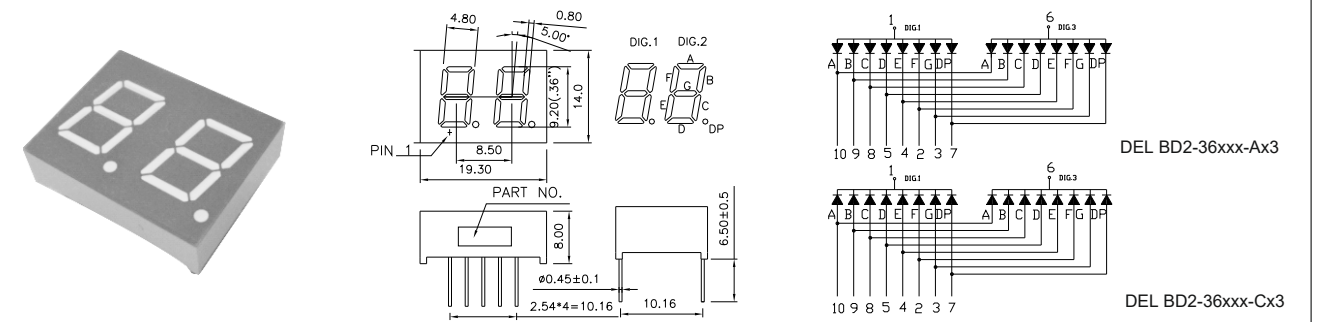 4.80
0.80
5.00°
DIG.1 DIG.2
A
F
B
G
E
C
D
DP
9.20(.36")
14.0
PIN 1
+
8.50
19.30
PART NO.
8.00
6.50±0.5
ø0.45±0.1
2.54*4=10.16
10.16
1 DIG.1
6 DIG.3
A B C D E F G DP
A B C D E F G DP
10 9 8 5 4 2 3 7
DEL BD2-36xxx-Ax3
1 DIG.1
6 DIG.3
A B C D E F G DP
A B C D E F G DP
10 9 8 5 4 2 3 7
DEL BD2-36xxx-Cx3